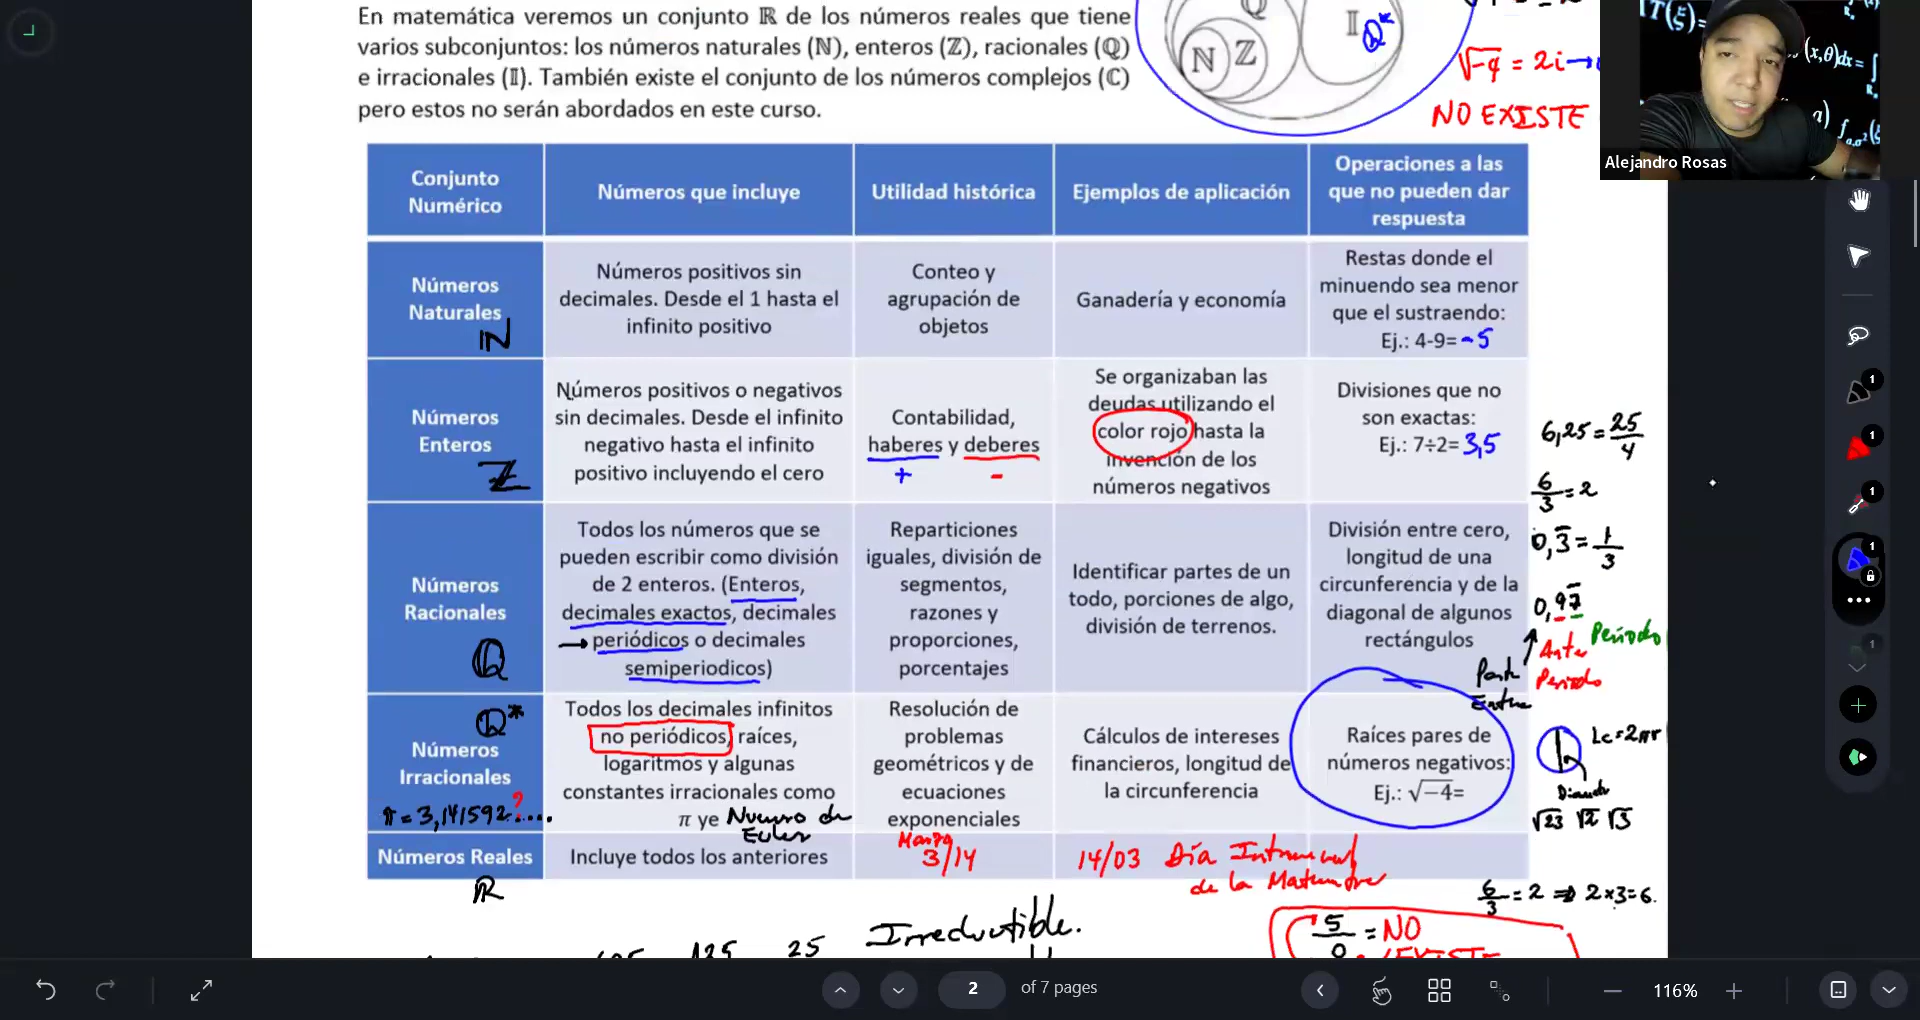 En matemática veremos un conjunto ℝ de los números reales que tiene
varios subconjuntos: los números naturales (ℕ), enteros (ℤ), racionales (ℚ)
e irracionales (𝕀). También existe el conjunto de los números complejos (ℂ)
pero estos no serán abordados en este curso.
Q
I
Q*
N
Z
√-4 = 2i →
NO EXISTE
T(ξ)=
(x,θ)dx =
Alejandro Rosas
Conjunto
Numérico
Números que incluye
Utilidad histórica
Ejemplos de aplicación
Operaciones a las
que no pueden dar
respuesta
Números
Naturales
N
Números positivos sin
decimales. Desde el 1 hasta el
infinito positivo
Conteo y
agrupación de
objetos
Ganadería y economía
Restas donde el
minuendo sea menor
que el sustraendo:
Ej.: 4-9= -5
Números
Enteros
Z
Números positivos o negativos
sin decimales. Desde el infinito
negativo hasta el infinito
positivo incluyendo el cero
Contabilidad,
haberes y deberes
+ -
Se organizaban las
deudas utilizando el
color rojo hasta la
invención de los
números negativos
Divisiones que no
son exactas:
Ej.: 7÷2= 3,5
6,25 = 25/4
6/3 = 2
0,3̅ = 1/3
0,97̅
Periodo
Ante
Periodo
Parte
Entera
Números
Racionales
Q
Todos los números que se
pueden escribir como división
de 2 enteros. (Enteros,
decimales exactos, decimales
→ periódicos o decimales
semiperiodicos)
Reparticiones
iguales, división de
segmentos,
razones y
proporciones,
porcentajes
Identificar partes de un
todo, porciones de algo,
división de terrenos.
División entre cero,
longitud de una
circunferencia y de la
diagonal de algunos
rectángulos
Q*
Números
Irracionales
π = 3,141592?....
Todos los decimales infinitos
no periódicos, raíces,
logaritmos y algunas
constantes irracionales como
π y e Numero de
Euler
Resolución de
problemas
geométricos y de
ecuaciones
exponenciales
Cálculos de intereses
financieros, longitud de
la circunferencia
Raíces pares de
números negativos:
Ej.: √-4=
Lc=2πr
√23 √2 √3
Números Reales
R
Incluye todos los anteriores
Marzo
3/14
14/03 Día Internacional
de la Matemática
6/3 = 2 ⇒ 2×3=6.
Irreductible.
125 25
5/0 = NO
EXISTE
2 of 7 pages
116%